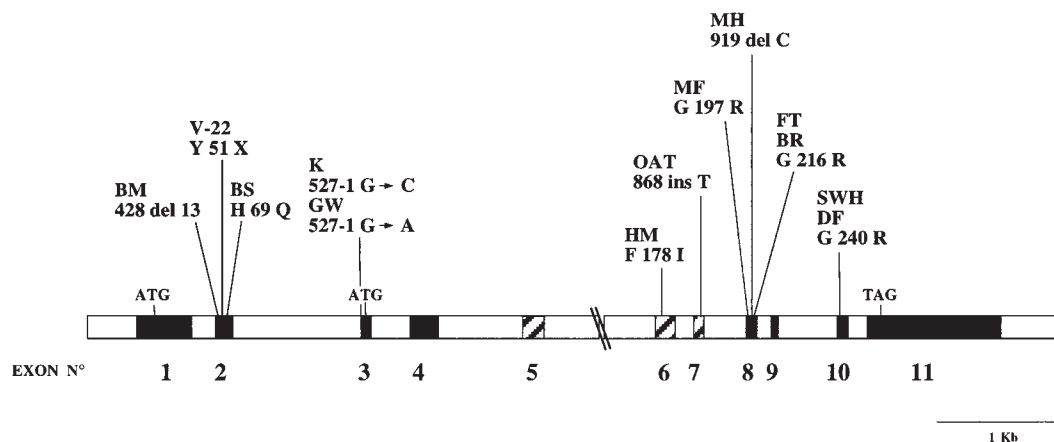 MH
919 del C
MF
G 197 R
FT
BR
G 216 R
V-22
Y 51 X
K
527-1 G → C
GW
527-1 G → A
OAT
868 ins T
BM
428 del 13
BS
H 69 Q
SWH
DF
G 240 R
HM
F 178 I
ATG
ATG
TAG
EXON N° 1 2 3 4 5 6 7 8 9 10 11
1 Kb